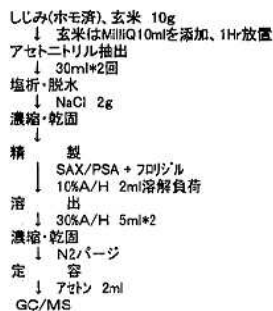 しじみ(ホモ済)、玄米 10g
↓ 玄米はMilliQ10mlを添加、1Hr放置
アセトニトリル抽出
↓ 30ml*2回
塩折・脱水
↓ NaCl 2g
濃縮・乾固
↓
精 製
SAX/PSA + フロリジル
↓ 10%A/H 2ml溶解負荷
溶 出
↓ 30%A/H 5ml*2
濃縮・乾固
↓ N2パージ
定 容
↓ アセトン 2ml
GC/MS